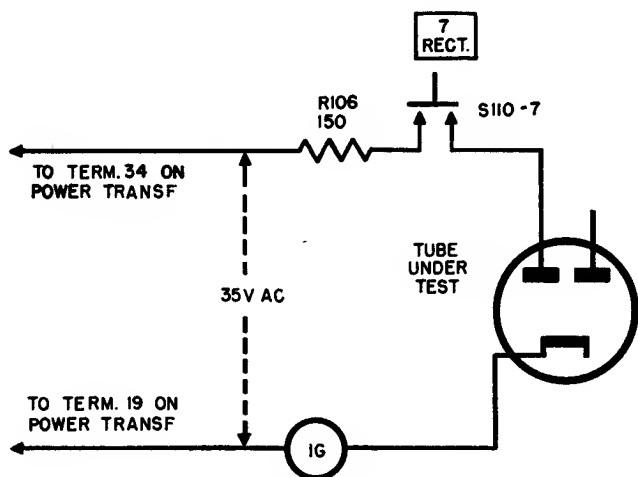 7
RECT.
R106
150
S110-7
TO TERM. 34 ON
POWER TRANSF
TUBE
UNDER
TEST
35V AC
TO TERM. 19 ON
POWER TRANSF
IG